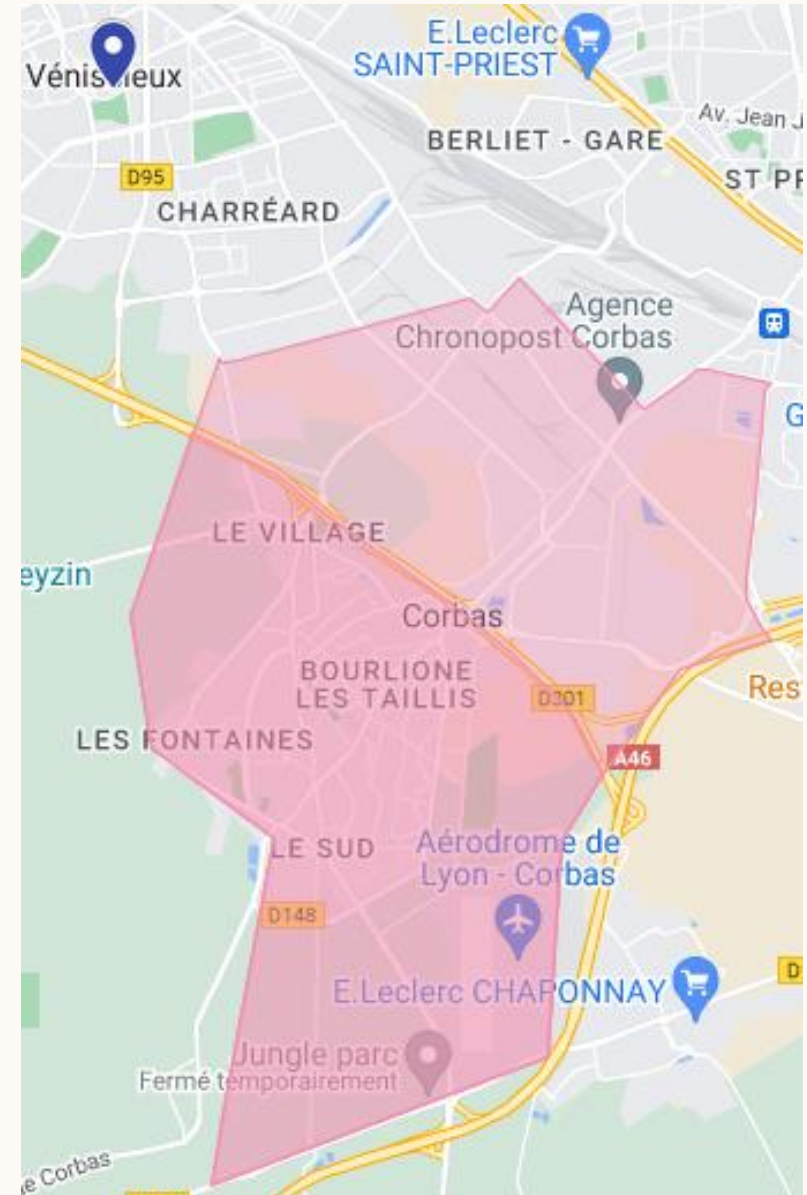 E.Leclerc
SAINT-PRIEST
Vénissieux
Av. Jean J
BERLIET - GARE
D95
ST PR
CHARRÉARD
Agence
Chronopost Corbas
G
LE VILLAGE
eyzin
Corbas
BOURLIONE
LES TAILLIS
D301
Res
LES FONTAINES
A46
LE SUD
Aérodrome de
Lyon - Corbas
D148
E.Leclerc CHAPONNAY
D
Jungle parc
Fermé temporairement
e Corbas